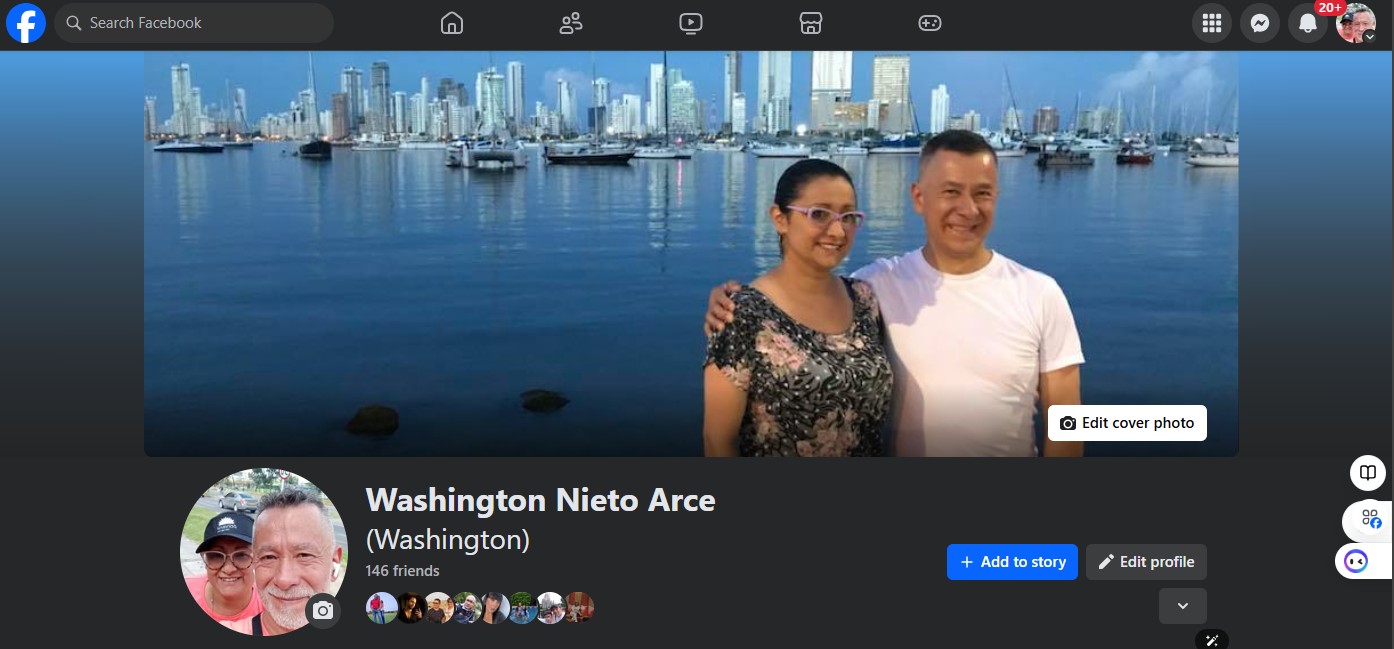 Search Facebook
20+
Edit cover photo
Washington Nieto Arce
(Washington)
146 friends
+ Add to story
Edit profile